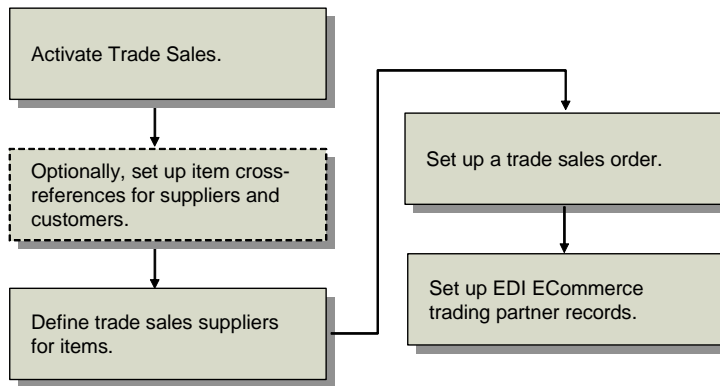 Activate Trade Sales.
Optionally, set up item cross-
references for suppliers and
customers.
Define trade sales suppliers
for items.
Set up a trade sales order.
Set up EDI ECommerce
trading partner records.